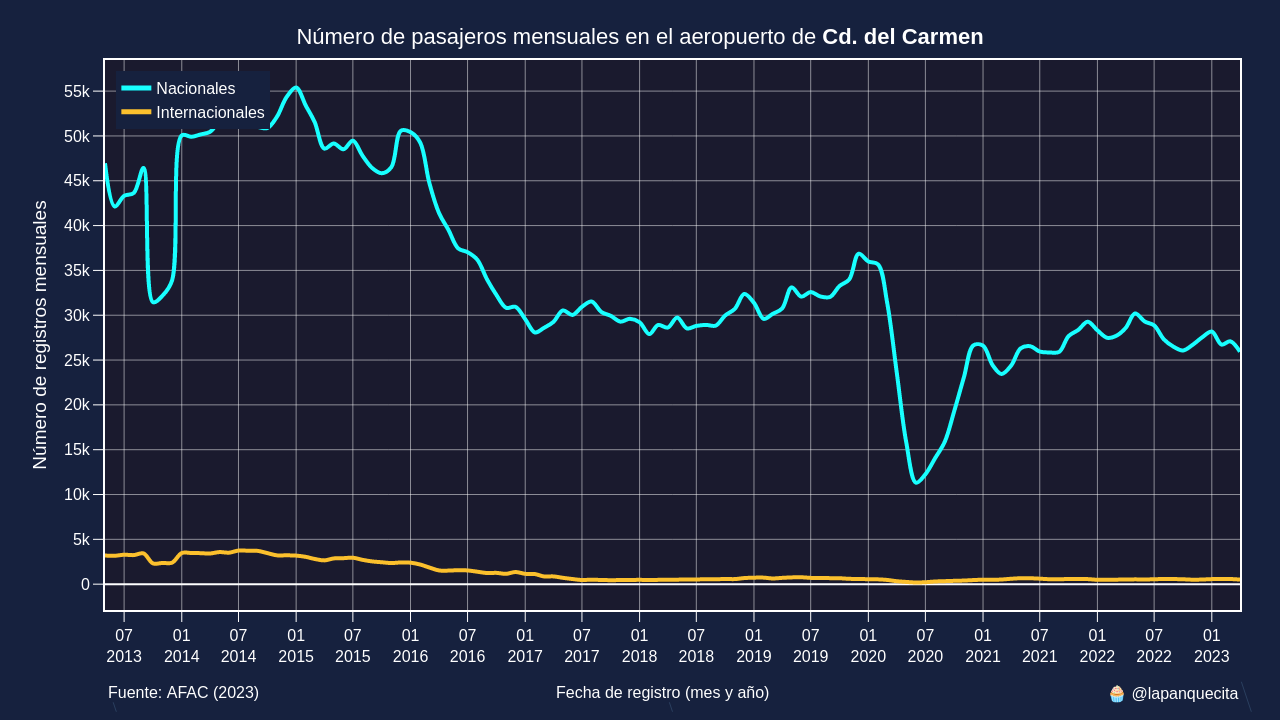 Número de pasajeros mensuales en el aeropuerto de Cd. del Carmen
Nacionales
Internacionales
Número de registros mensuales
55k
50k
45k
40k
35k
30k
25k
20k
15k
10k
5k
0
07 01 07 01 07 01 07 01 07 01 07 01 07 01 07 01 07 01 07 01
2013 2014 2014 2015 2015 2016 2016 2017 2017 2018 2018 2019 2019 2020 2020 2021 2021 2022 2022 2023
Fuente: AFAC (2023)
Fecha de registro (mes y año)
🧁 @lapanquecita